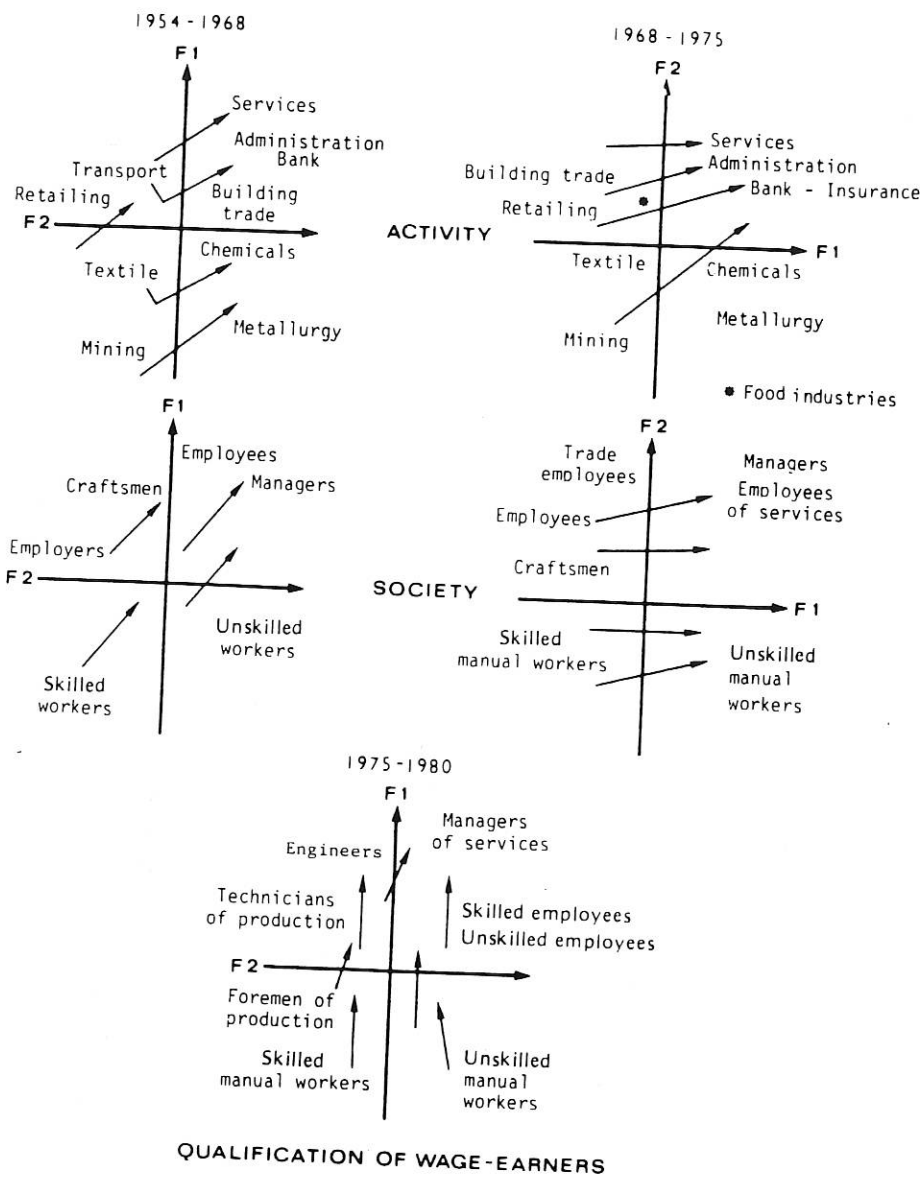 1954-1968
F1
Services
Administration
Bank
Transport
Retailing
Building
trade
F2
Chemicals
Textile
Metallurgy
Mining
1968-1975
F2
Services
Building trade
Administration
Bank - Insurance
Retailing
F1
Textile
Chemicals
Metallurgy
Mining
Food industries
ACTIVITY
F1
Employees
Craftsmen
Managers
Employers
F2
Unskilled
workers
Skilled
workers
SOCIETY
F2
Trade
employees
Managers
Employees
of services
Employees
Craftsmen
F1
Skilled
manual workers
Unskilled
manual
workers
1975-1980
F1
Managers
of services
Engineers
Technicians
of production
Skilled employees
Unskilled employees
F2
Foremen of
production
Skilled
manual workers
Unskilled
manual
workers
QUALIFICATION OF WAGE-EARNERS